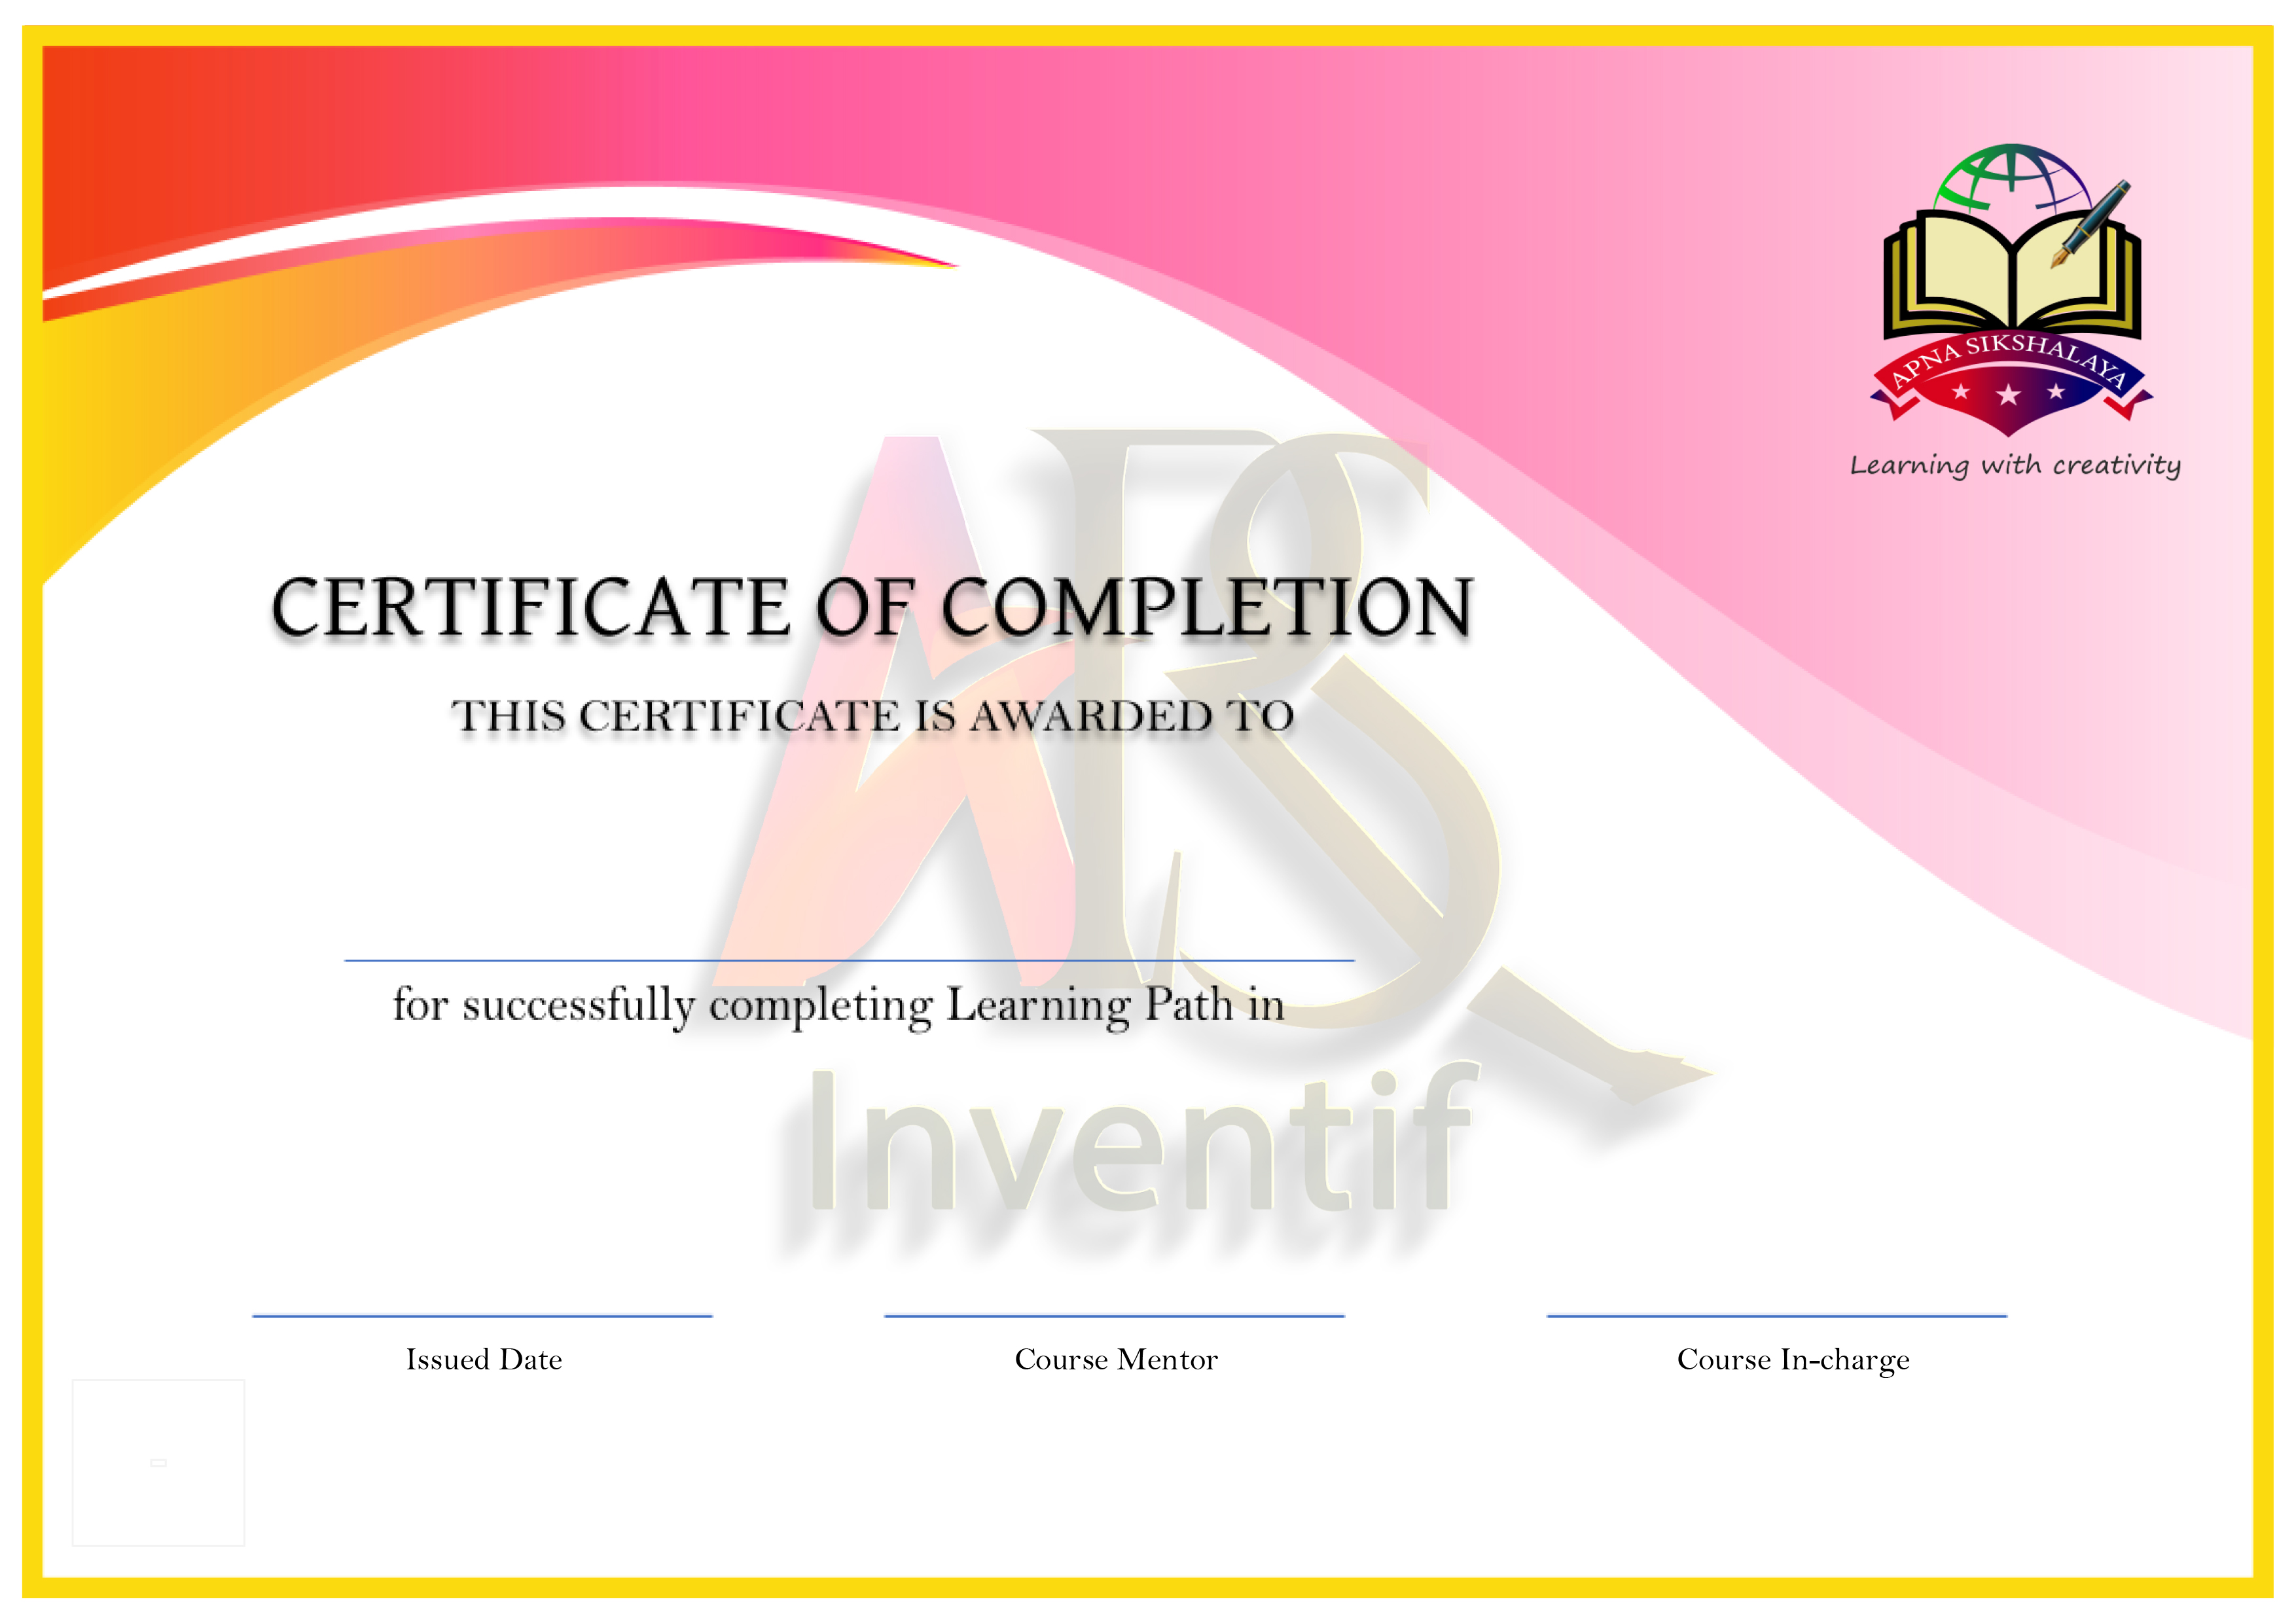 APNA SIKSHALAYA
Learning with creativity
CERTIFICATE OF COMPLETION
THIS CERTIFICATE IS AWARDED TO
for successfully completing Learning Path in
Inventif
Issued Date
Course Mentor
Course In-charge